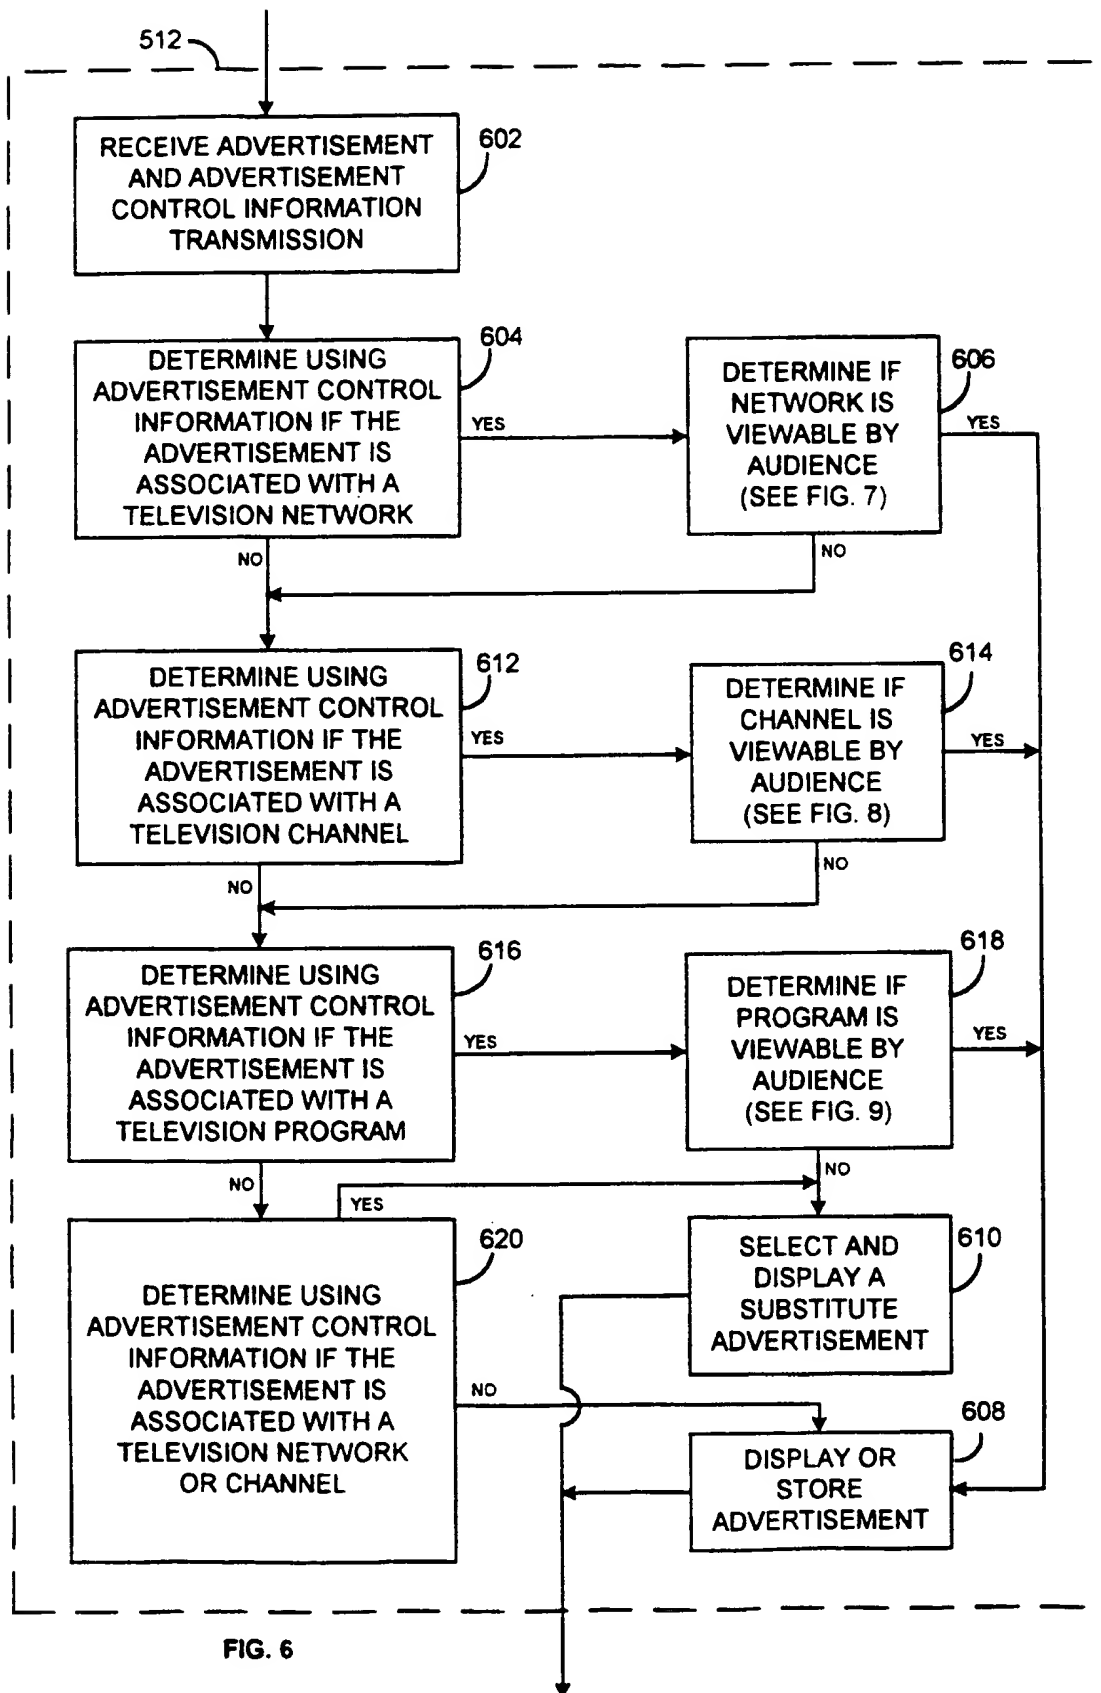 512
RECEIVE ADVERTISEMENT
AND ADVERTISEMENT
CONTROL INFORMATION
TRANSMISSION
602
DETERMINE USING
ADVERTISEMENT CONTROL
INFORMATION IF THE
ADVERTISEMENT IS
ASSOCIATED WITH A
TELEVISION NETWORK
604
YES
DETERMINE IF
NETWORK IS
VIEWABLE BY
AUDIENCE
(SEE FIG. 7)
606
YES
NO
NO
DETERMINE USING
ADVERTISEMENT CONTROL
INFORMATION IF THE
ADVERTISEMENT IS
ASSOCIATED WITH A
TELEVISION CHANNEL
612
YES
DETERMINE IF
CHANNEL IS
VIEWABLE BY
AUDIENCE
(SEE FIG. 8)
614
YES
NO
NO
DETERMINE USING
ADVERTISEMENT CONTROL
INFORMATION IF THE
ADVERTISEMENT IS
ASSOCIATED WITH A
TELEVISION PROGRAM
616
YES
DETERMINE IF
PROGRAM IS
VIEWABLE BY
AUDIENCE
(SEE FIG. 9)
618
YES
NO
YES
NO
DETERMINE USING
ADVERTISEMENT CONTROL
INFORMATION IF THE
ADVERTISEMENT IS
ASSOCIATED WITH A
TELEVISION NETWORK
OR CHANNEL
620
NO
SELECT AND
DISPLAY A
SUBSTITUTE
ADVERTISEMENT
610
DISPLAY OR
STORE
ADVERTISEMENT
608
FIG. 6